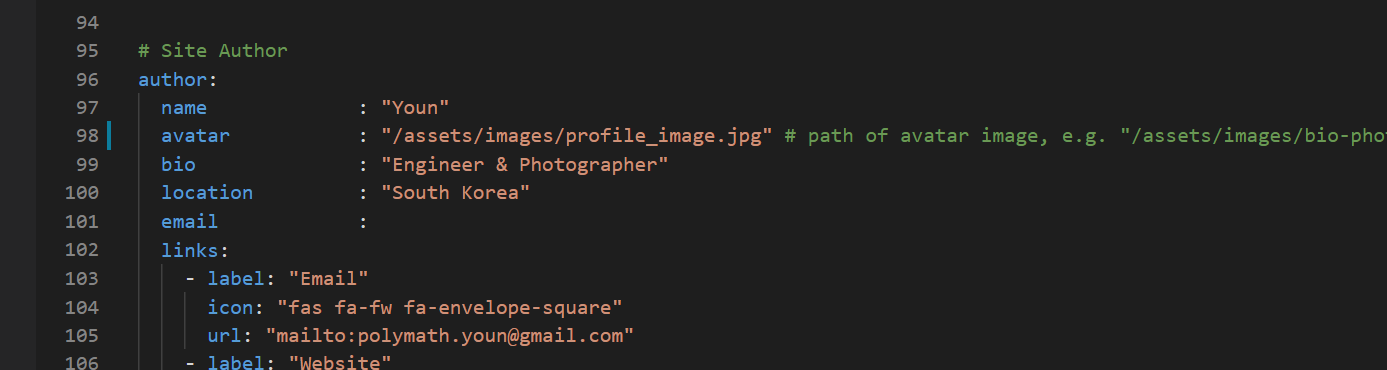 94
95 # Site Author
96 author:
97 name : "Youn"
98 avatar : "/assets/images/profile_image.jpg" # path of avatar image, e.g. "/assets/images/bio-pho
99 bio : "Engineer & Photographer"
100 location : "South Korea"
101 email :
102 links:
103 - label: "Email"
104 icon: "fas fa-fw fa-envelope-square"
105 url: "mailto:polymath.youn@gmail.com"
106 - label: "Website"